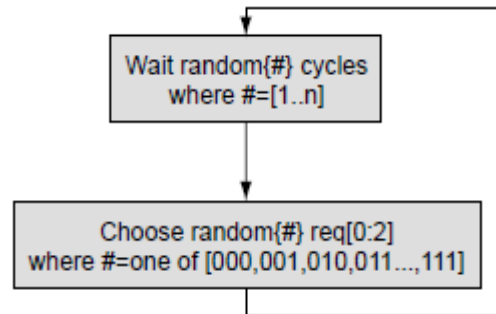 Wait random{#} cycles
where #=[1..n]
Choose random{#} req[0:2]
where #=one of [000,001,010,011...,111]